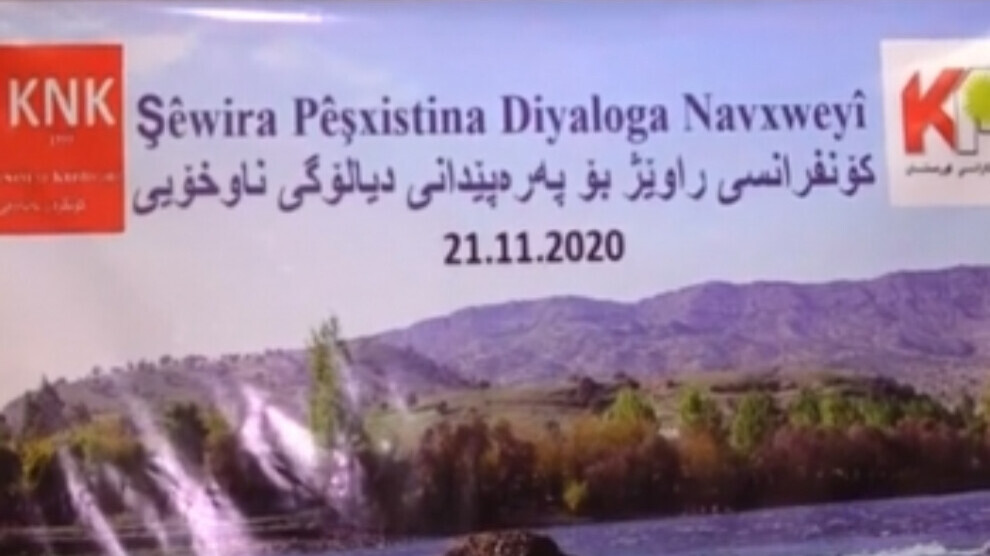 KNK
Şêwira Pêşxistina Diyaloga Navxweyî
کۆنفرانسی راوێژ بۆ پەرەپێدانی دیالۆگی ناوخۆیی
21.11.2020